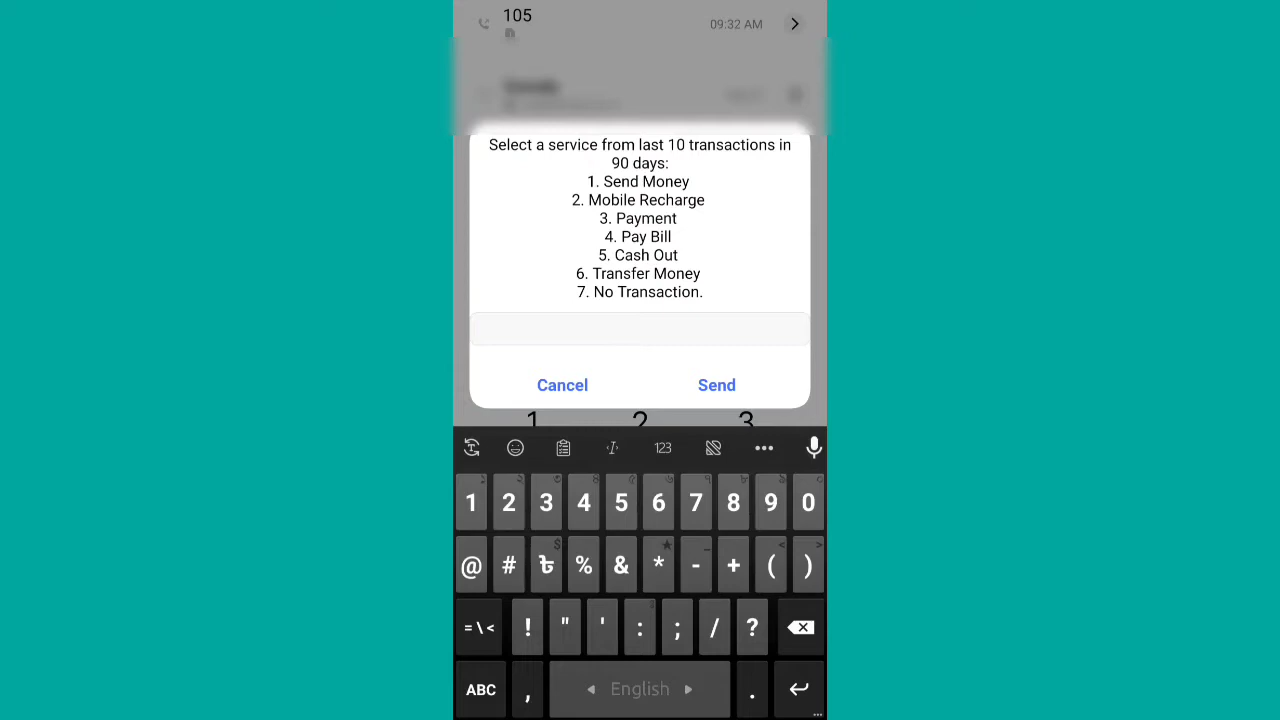 105
09:32 AM
Select a service from last 10 transactions in
90 days:
1. Send Money
2. Mobile Recharge
3. Payment
4. Pay Bill
5. Cash Out
6. Transfer Money
7. No Transaction.
Cancel Send
1 2 3
123
1 2 3 4 5 6 7 8 9 0
@ # ৳ % & * - + ( )
=\< ! " ' : ; / ?
ABC , English .